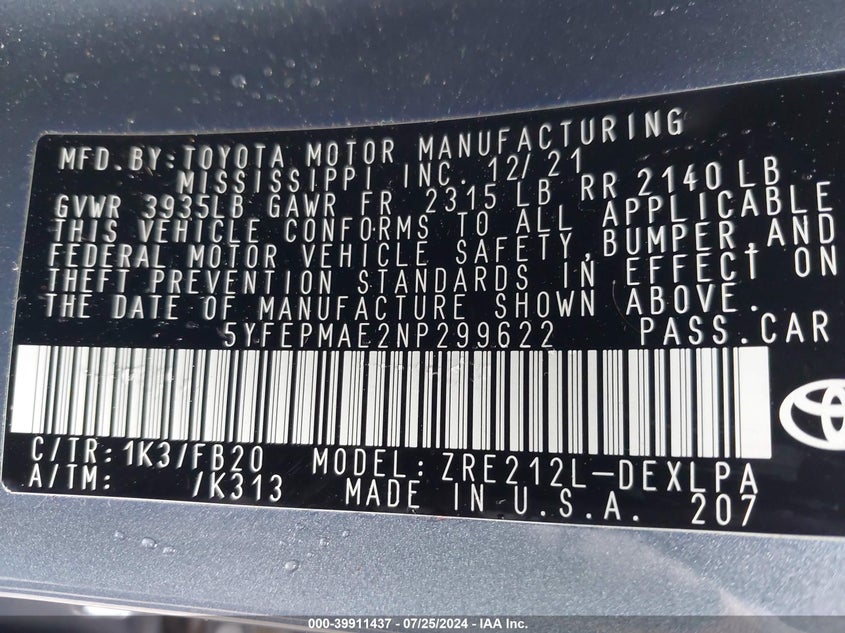 MFD. BY: TOYOTA MOTOR MANUFACTURING
MISSISSIPPI INC. 12/21
GVWR 3935LB GAWR FR 2315 LB RR 2140 LB
THIS VEHICLE CONFORMS TO ALL APPLICABLE
FEDERAL MOTOR VEHICLE SAFETY, BUMPER, AND
THEFT PREVENTION STANDARDS IN EFFECT ON
THE DATE OF MANUFACTURE SHOWN ABOVE.
5YFEPMAE2NP299622 PASS. CAR
C/TR: 1K3/FB20 MODEL: ZRE212L-DEXLPA
A/TM: /K313 MADE IN U.S.A. 207
000-39911437 - 07/25/2024 - IAA Inc.